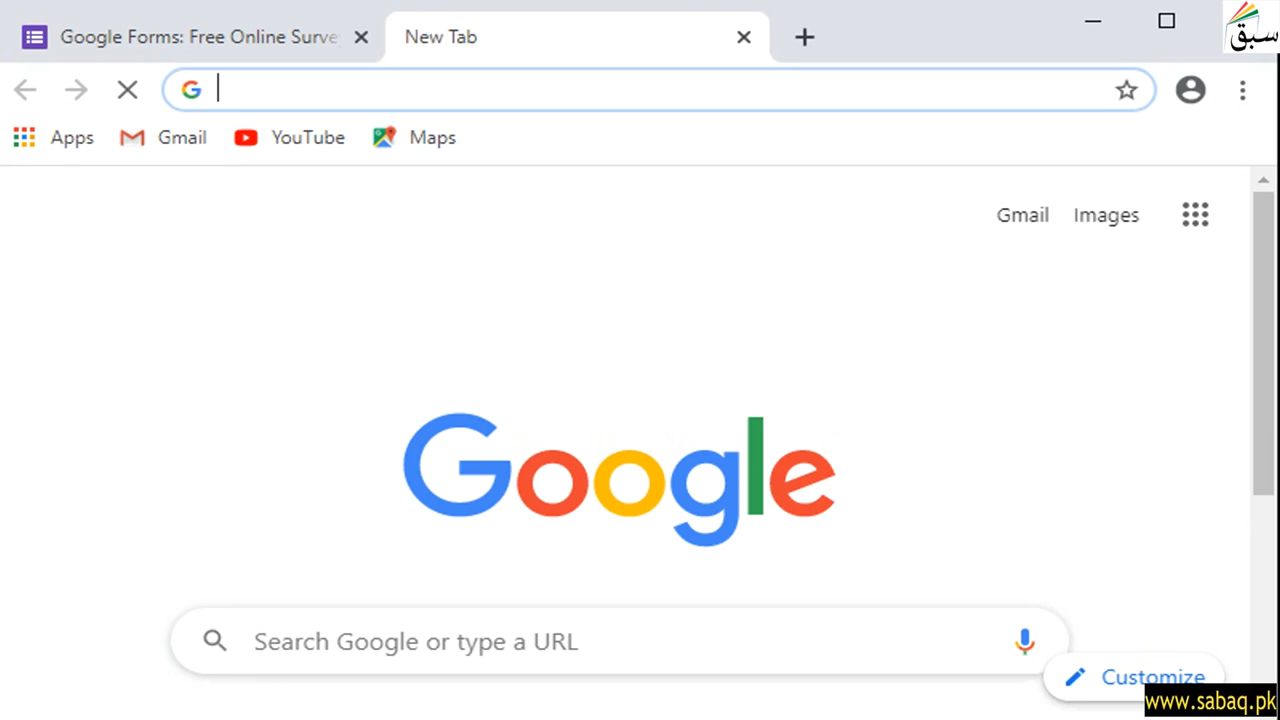 Google Forms: Free Online Surve
New Tab
سبق
Apps
Gmail
YouTube
Maps
Gmail
Images
Google
Search Google or type a URL
Customize
www.sabaq.pk